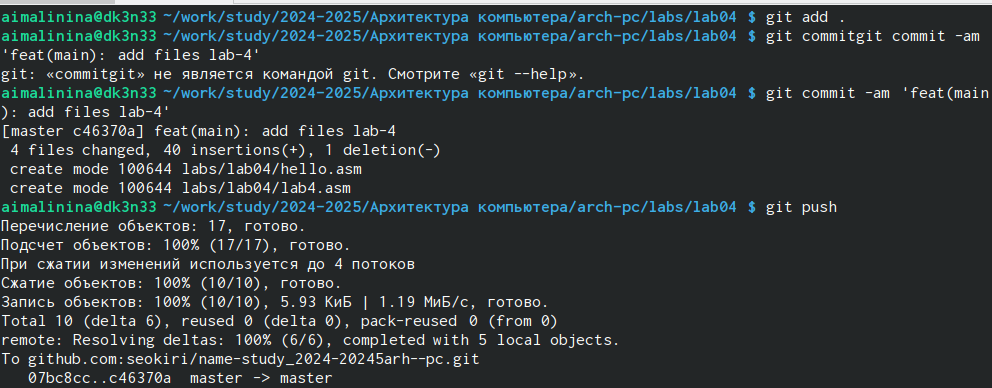 aimalinina@dk3n33 ~/work/study/2024-2025/Архитектура компьютера/arch-pc/labs/lab04 $ git add .
aimalinina@dk3n33 ~/work/study/2024-2025/Архитектура компьютера/arch-pc/labs/lab04 $ git commitgit commit -am
'feat(main): add files lab-4'
git: «commitgit» не является командой git. Смотрите «git --help».
aimalinina@dk3n33 ~/work/study/2024-2025/Архитектура компьютера/arch-pc/labs/lab04 $ git commit -am 'feat(main
): add files lab-4'
[master c46370a] feat(main): add files lab-4
 4 files changed, 40 insertions(+), 1 deletion(-)
 create mode 100644 labs/lab04/hello.asm
 create mode 100644 labs/lab04/lab4.asm
aimalinina@dk3n33 ~/work/study/2024-2025/Архитектура компьютера/arch-pc/labs/lab04 $ git push
Перечисление объектов: 17, готово.
Подсчет объектов: 100% (17/17), готово.
При сжатии изменений используется до 4 потоков
Сжатие объектов: 100% (10/10), готово.
Запись объектов: 100% (10/10), 5.93 КиБ | 1.19 МиБ/с, готово.
Total 10 (delta 6), reused 0 (delta 0), pack-reused 0 (from 0)
remote: Resolving deltas: 100% (6/6), completed with 5 local objects.
To github.com:seokiri/name-study_2024-20245arh--pc.git
   07bc8cc..c46370a  master -> master